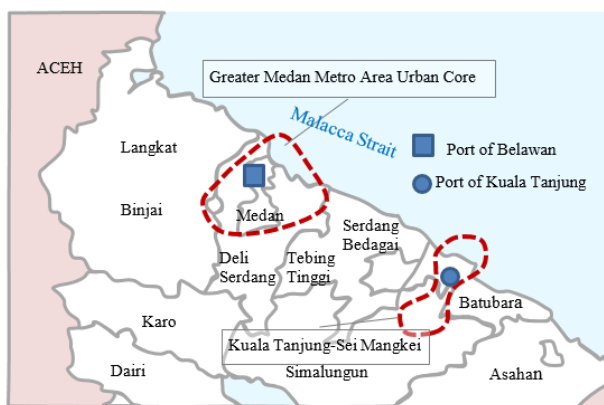 ACEH
Greater Medan Metro Area Urban Core
Malacca Strait
Langkat
Port of Belawan
Port of Kuala Tanjung
Binjai
Medan
Serdang
Bedagai
Deli
Serdang
Tebing
Tinggi
Batubara
Karo
Kuala Tanjung-Sei Mangkei
Dairi
Simalungun
Asahan